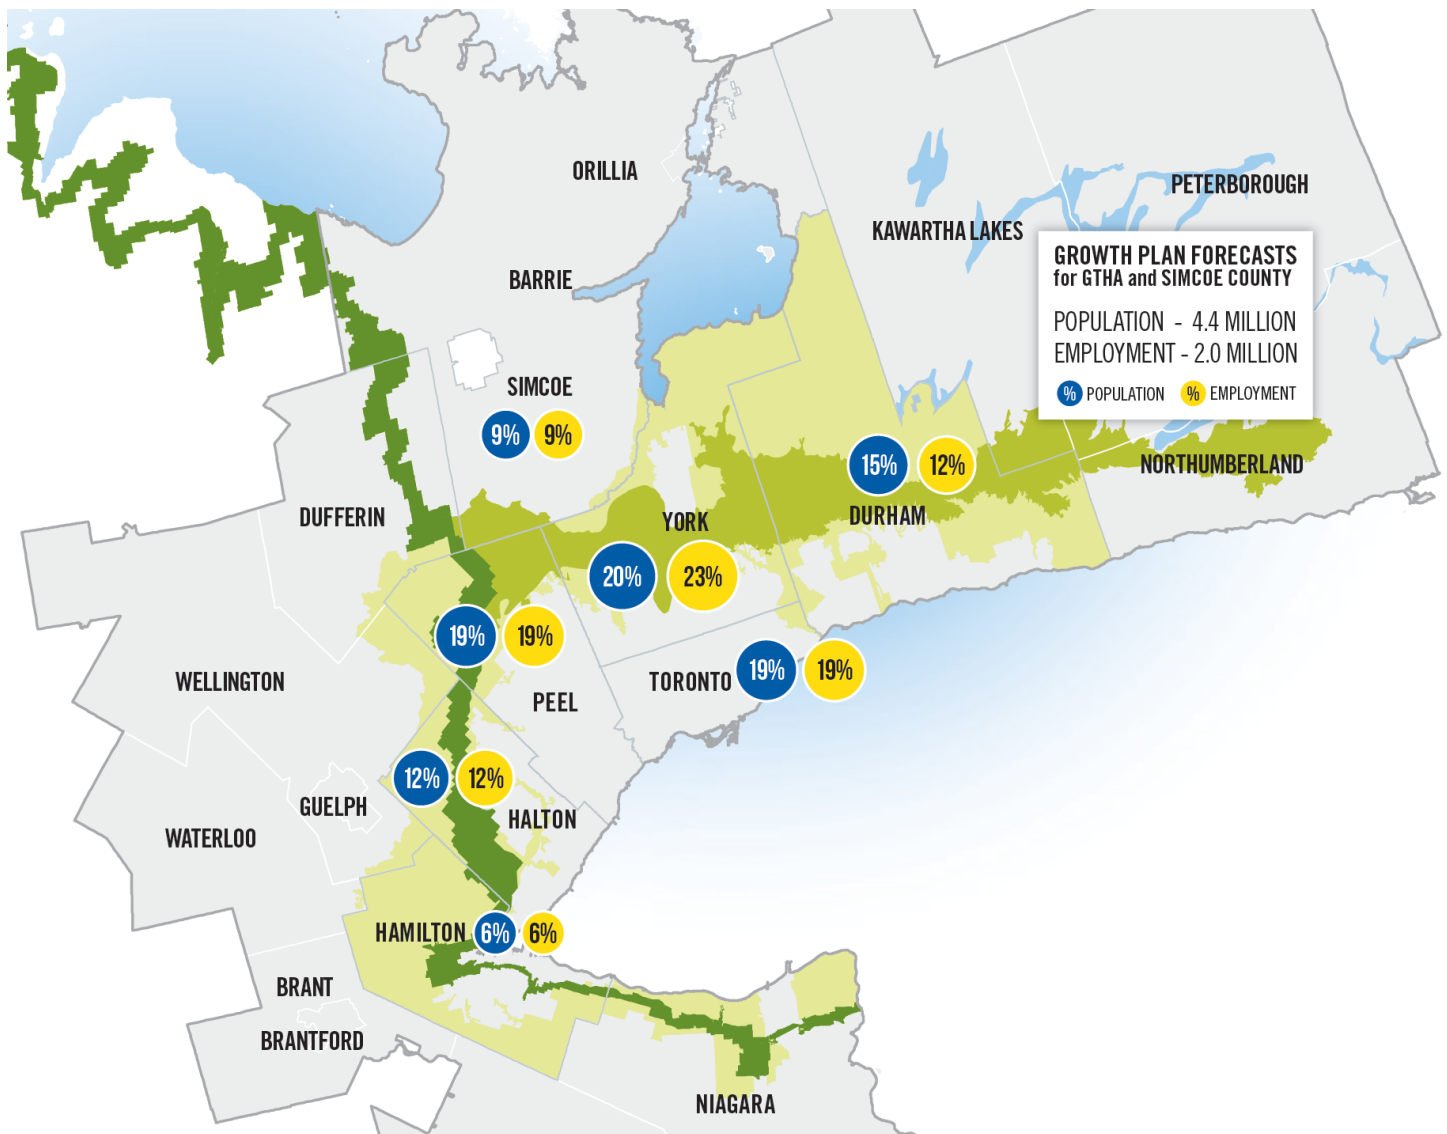 ORILLIA
PETERBOROUGH
KAWARTHA LAKES
GROWTH PLAN FORECASTS
for GTHA and SIMCOE COUNTY
POPULATION - 4.4 MILLION
EMPLOYMENT - 2.0 MILLION
% POPULATION % EMPLOYMENT
BARRIE
SIMCOE
9% 9%
15% 12%
NORTHUMBERLAND
DUFFERIN
YORK
DURHAM
20% 23%
19% 19%
WELLINGTON
PEEL
TORONTO 19% 19%
12% 12%
GUELPH
HALTON
WATERLOO
HAMILTON 6% 6%
BRANT
BRANTFORD
NIAGARA